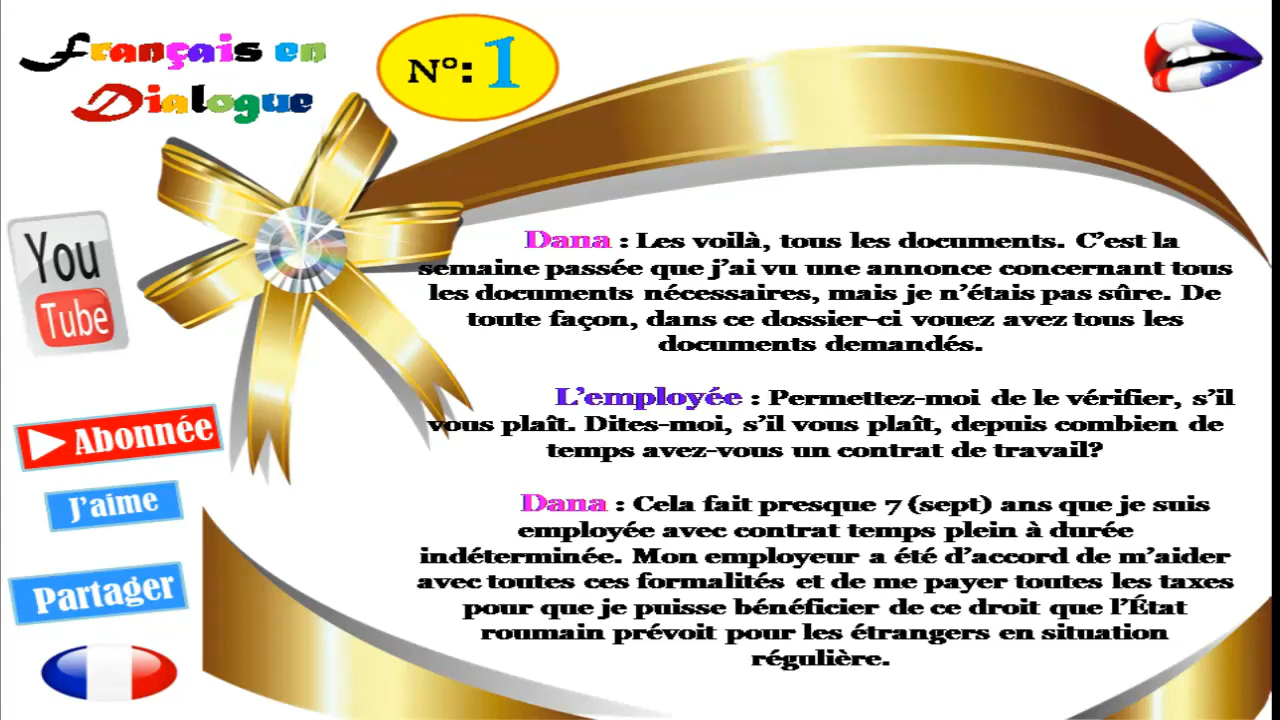 Français en
Dialogue
N°: 1
You
Tube
Abonnée
J'aime
Partager
Dana : Les voilà, tous les documents. C'est la
semaine passée que j'ai vu une annonce concernant tous
les documents nécessaires, mais je n'étais pas sûre. De
toute façon, dans ce dossier-ci vouez avez tous les
documents demandés.
L'employée : Permettez-moi de le vérifier, s'il
vous plaît. Dites-moi, s'il vous plaît, depuis combien de
temps avez-vous un contrat de travail?
Dana : Cela fait presque 7 (sept) ans que je suis
employée avec contrat temps plein à durée
indéterminée. Mon employeur a été d'accord de m'aider
avec toutes ces formalités et de me payer toutes les taxes
pour que je puisse bénéficier de ce droit que l'État
roumain prévoit pour les étrangers en situation
régulière.